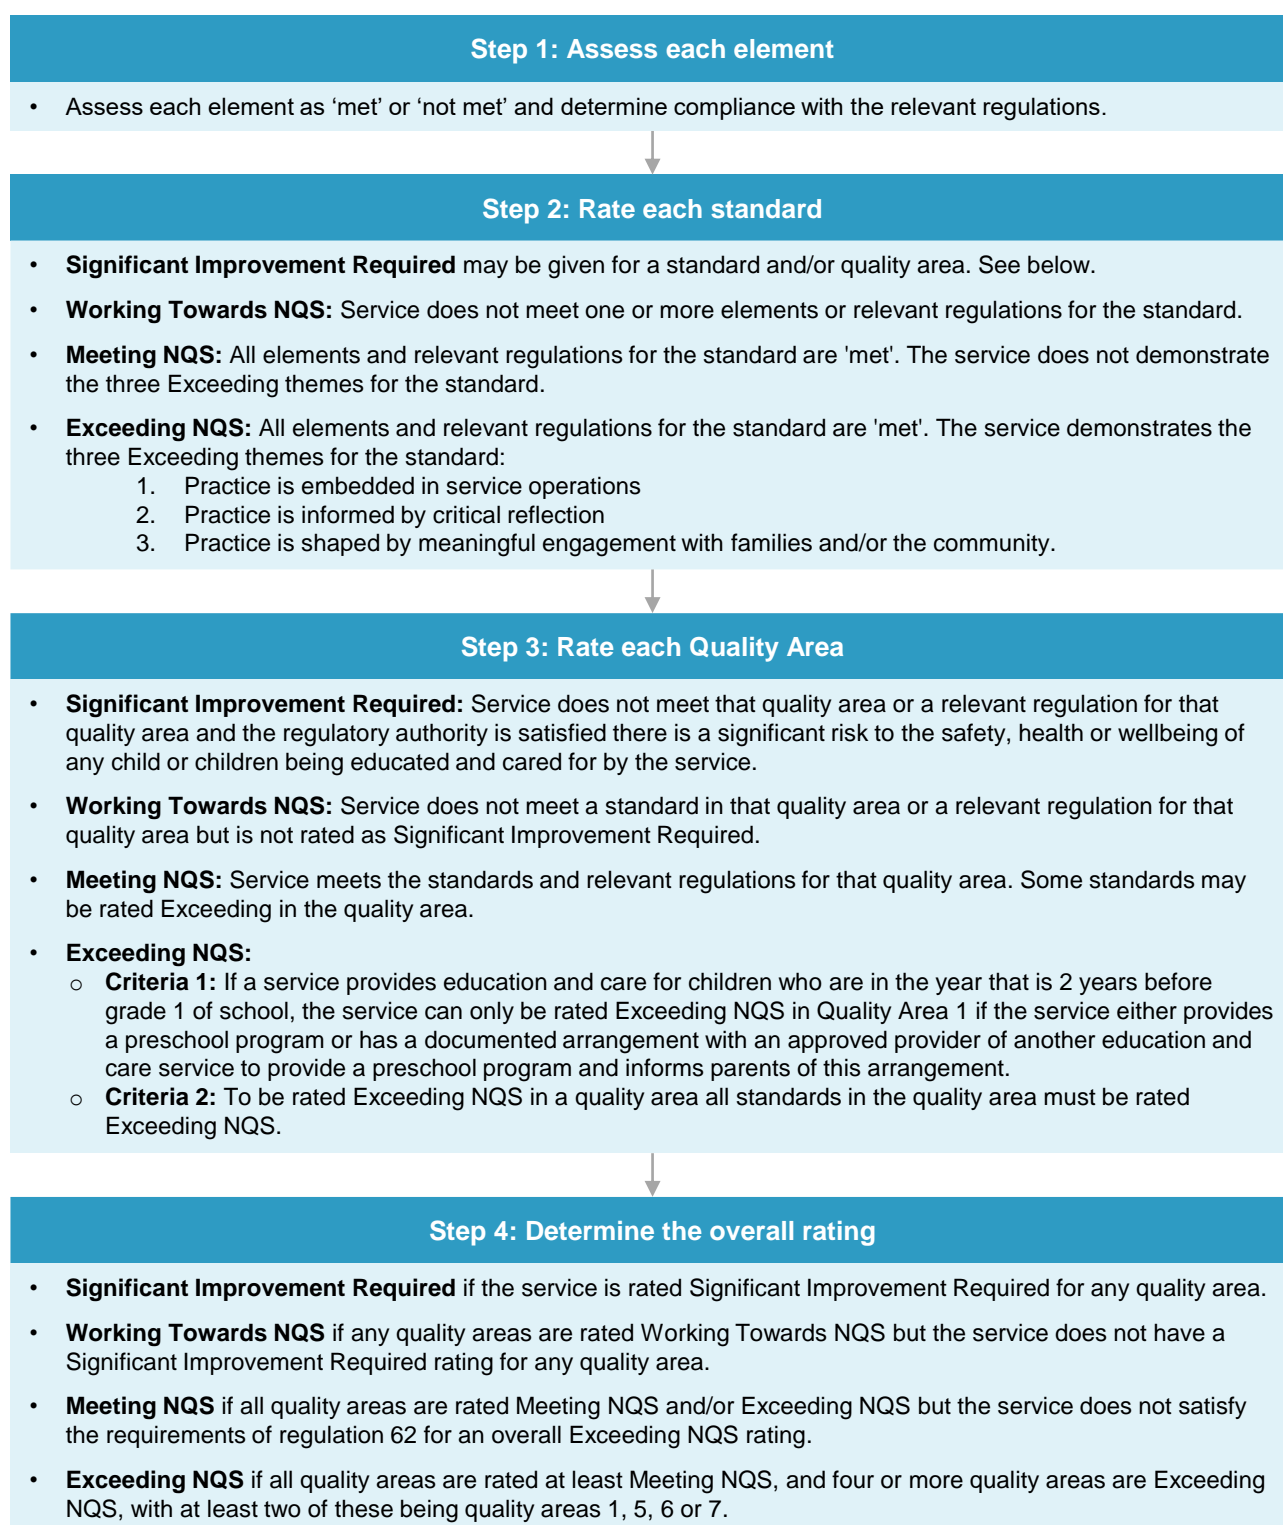 Step 1: Assess each element
• Assess each element as ‘met’ or ‘not met’ and determine compliance with the relevant regulations.
Step 2: Rate each standard
• Significant Improvement Required may be given for a standard and/or quality area. See below.
• Working Towards NQS: Service does not meet one or more elements or relevant regulations for the standard.
• Meeting NQS: All elements and relevant regulations for the standard are 'met'. The service does not demonstrate
the three Exceeding themes for the standard.
• Exceeding NQS: All elements and relevant regulations for the standard are 'met'. The service demonstrates the
three Exceeding themes for the standard:
1. Practice is embedded in service operations
2. Practice is informed by critical reflection
3. Practice is shaped by meaningful engagement with families and/or the community.
Step 3: Rate each Quality Area
• Significant Improvement Required: Service does not meet that quality area or a relevant regulation for that
quality area and the regulatory authority is satisfied there is a significant risk to the safety, health or wellbeing of
any child or children being educated and cared for by the service.
• Working Towards NQS: Service does not meet a standard in that quality area or a relevant regulation for that
quality area but is not rated as Significant Improvement Required.
• Meeting NQS: Service meets the standards and relevant regulations for that quality area. Some standards may
be rated Exceeding in the quality area.
• Exceeding NQS:
o Criteria 1: If a service provides education and care for children who are in the year that is 2 years before
grade 1 of school, the service can only be rated Exceeding NQS in Quality Area 1 if the service either provides
a preschool program or has a documented arrangement with an approved provider of another education and
care service to provide a preschool program and informs parents of this arrangement.
o Criteria 2: To be rated Exceeding NQS in a quality area all standards in the quality area must be rated
Exceeding NQS.
Step 4: Determine the overall rating
• Significant Improvement Required if the service is rated Significant Improvement Required for any quality area.
• Working Towards NQS if any quality areas are rated Working Towards NQS but the service does not have a
Significant Improvement Required rating for any quality area.
• Meeting NQS if all quality areas are rated Meeting NQS and/or Exceeding NQS but the service does not satisfy
the requirements of regulation 62 for an overall Exceeding NQS rating.
• Exceeding NQS if all quality areas are rated at least Meeting NQS, and four or more quality areas are Exceeding
NQS, with at least two of these being quality areas 1, 5, 6 or 7.